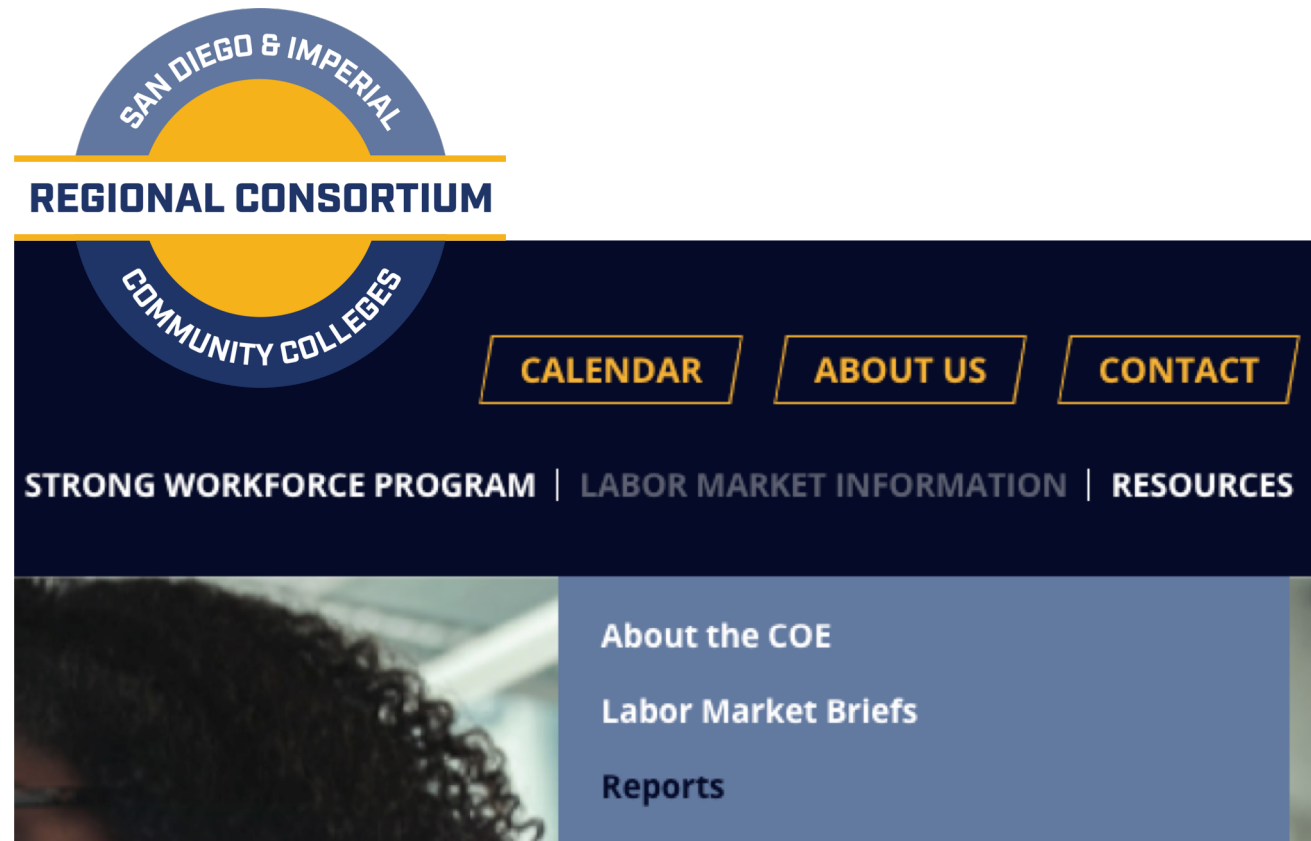 SAN DIEGO & IMPERIAL
REGIONAL CONSORTIUM
COMMUNITY COLLEGES
CALENDAR ABOUT US CONTACT
STRONG WORKFORCE PROGRAM | LABOR MARKET INFORMATION | RESOURCES
About the COE
Labor Market Briefs
Reports